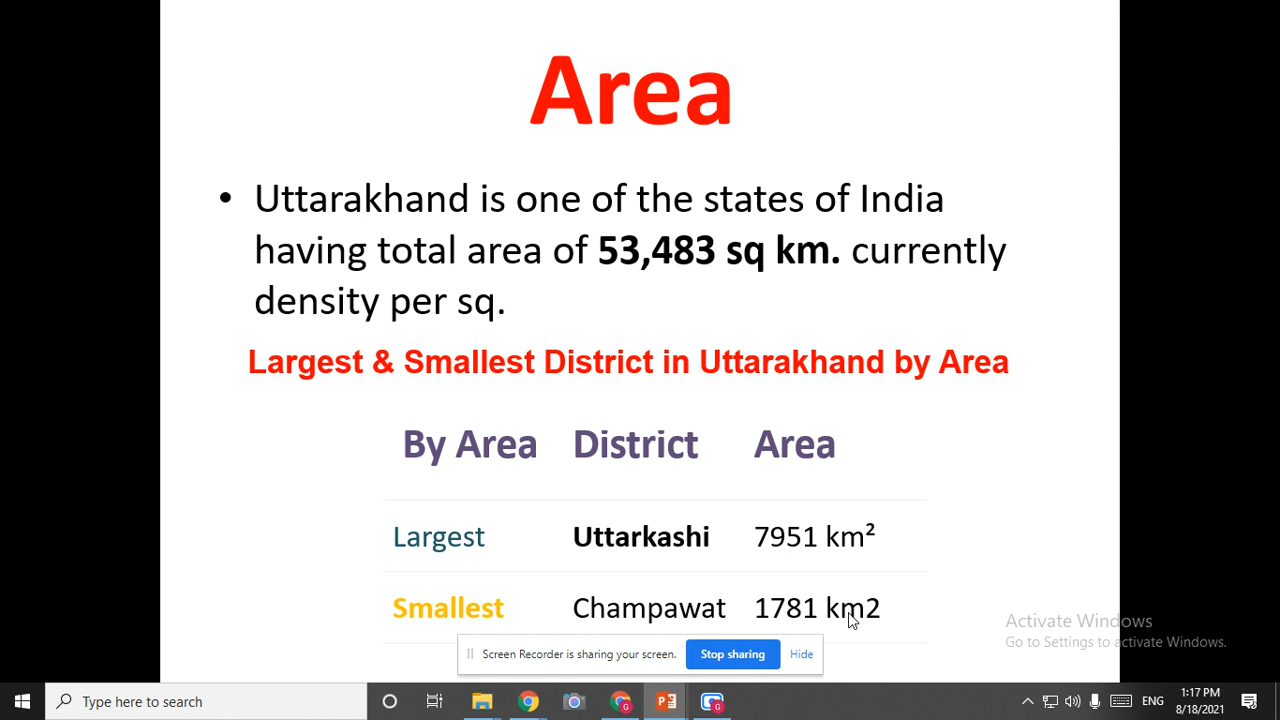 Area
• Uttarakhand is one of the states of India
having total area of 53,483 sq km. currently
density per sq.
Largest & Smallest District in Uttarakhand by Area
By Area District Area
Largest Uttarkashi 7951 km²
Smallest Champawat 1781 km2
Activate Windows
Go to Settings to activate Windows.
Screen Recorder is sharing your screen. Stop sharing Hide
Type here to search
ENG
1:17 PM
8/18/2021